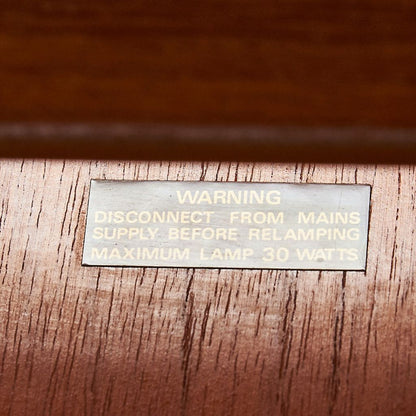 WARNING
DISCONNECT FROM MAINS
SUPPLY BEFORE RELAMPING
MAXIMUM LAMP 30 WATTS